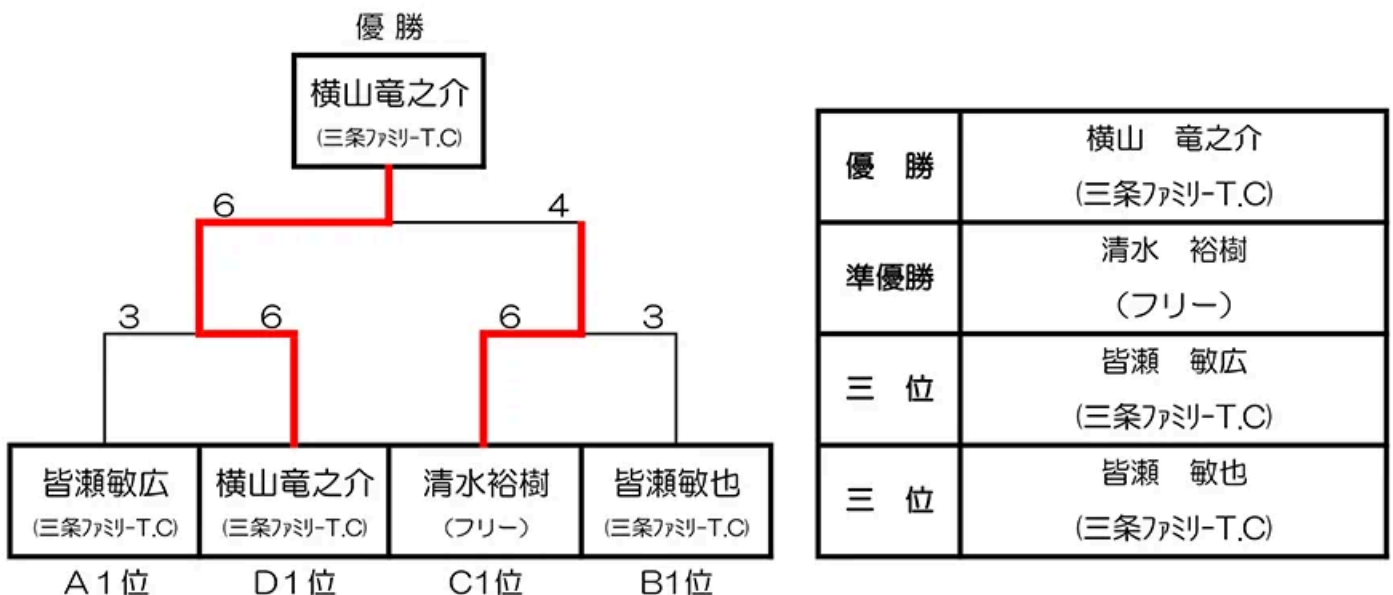 優 勝
横山竜之介
(三条ﾌｧﾐﾘｰT.C)
6 4
3 6 6 3
皆瀬敏広 横山竜之介 清水裕樹 皆瀬敏也
(三条ﾌｧﾐﾘｰT.C) (三条ﾌｧﾐﾘｰT.C) (フリー) (三条ﾌｧﾐﾘｰT.C)
A1位 D1位 C1位 B1位
優 勝 横山 竜之介
(三条ﾌｧﾐﾘｰT.C)
準優勝 清水 裕樹
(フリー)
三 位 皆瀬 敏広
(三条ﾌｧﾐﾘｰT.C)
三 位 皆瀬 敏也
(三条ﾌｧﾐﾘｰT.C)